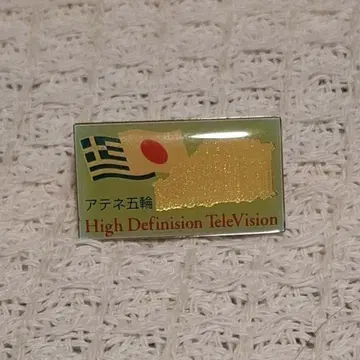 アテネ五輪
High Definision TeleVision